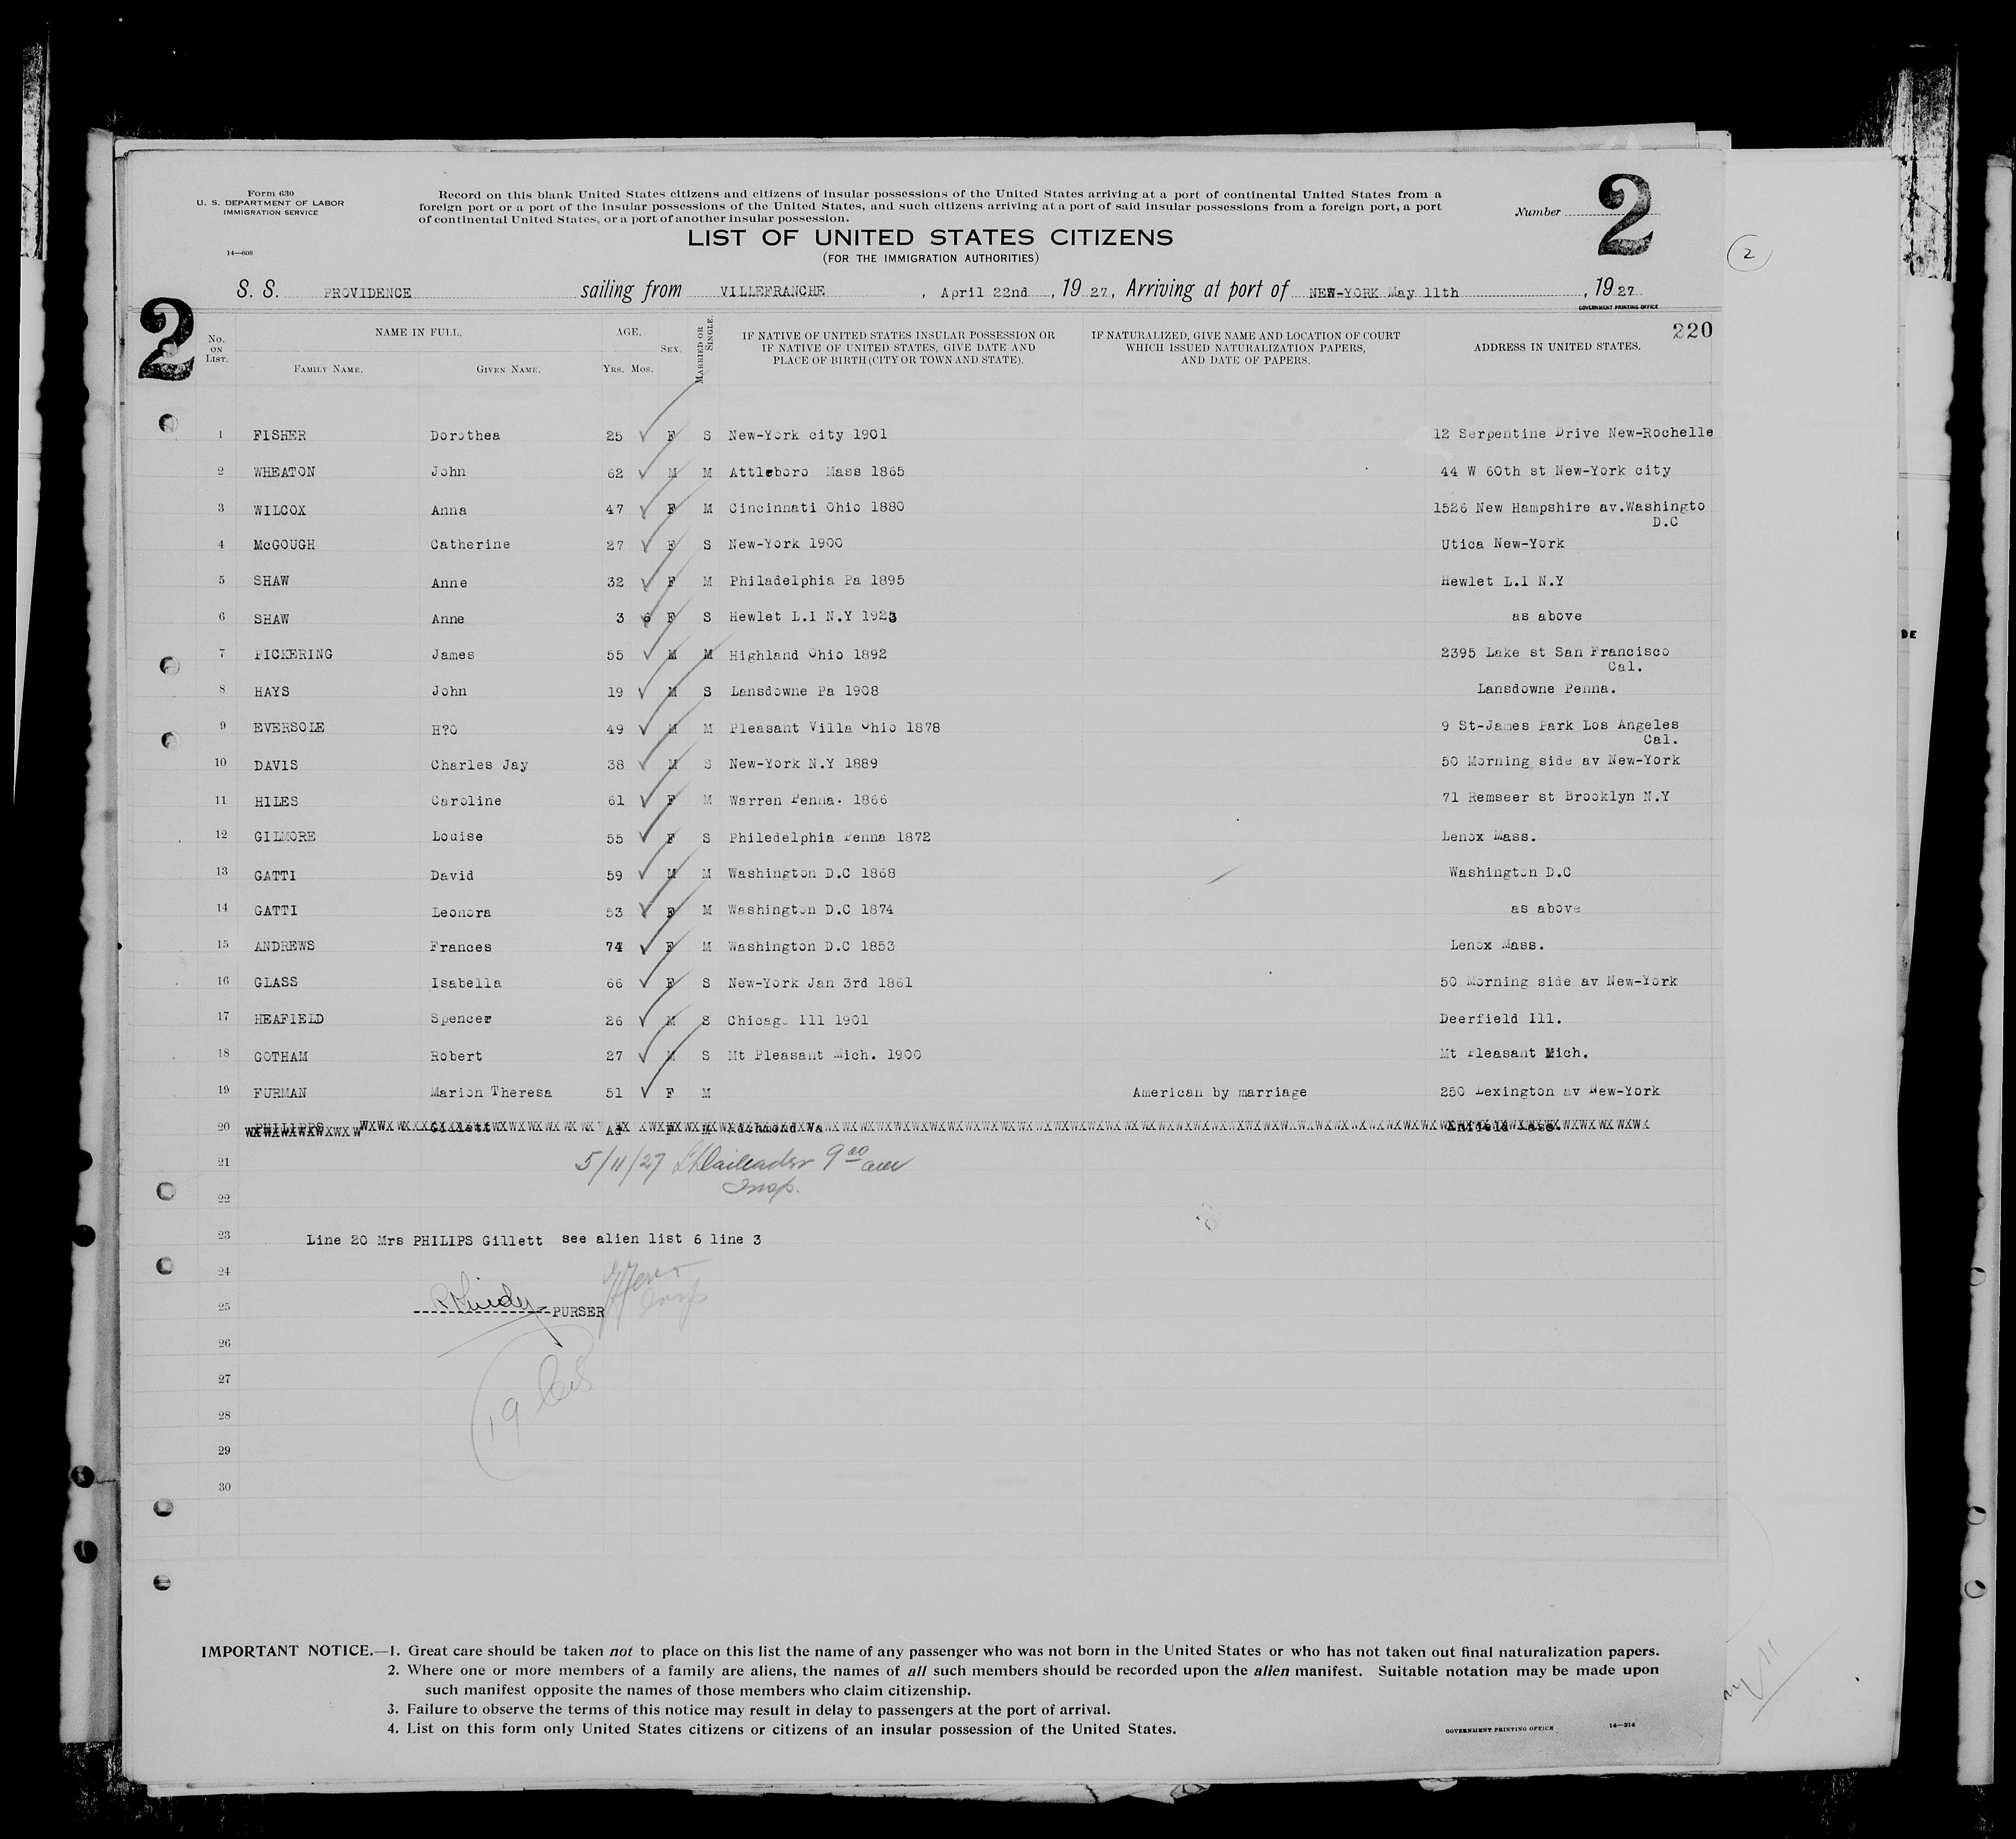 Form 630
U. S. DEPARTMENT OF LABOR
IMMIGRATION SERVICE
14—608
Record on this blank United States citizens and citizens of insular possessions of the United States arriving at a port of continental United States from a
foreign port or a port of the insular possessions of the United States, and such citizens arriving at a port of said insular possessions from a foreign port, a port
of continental United States, or a port of another insular possession.
Number 2
LIST OF UNITED STATES CITIZENS
(FOR THE IMMIGRATION AUTHORITIES)
2
S. S. PROVIDENCE sailing from VILLEFRANCHE, April 22nd, 1927, Arriving at port of NEW-YORK May 11th, 1927
GOVERNMENT PRINTING OFFICE
2
220
No. ON LIST. NAME IN FULL. FAMILY NAME. GIVEN NAME. AGE. YRS. MOS. SEX. MARRIED OR SINGLE. IF NATIVE OF UNITED STATES INSULAR POSSESSION OR IF NATIVE OF UNITED STATES, GIVE DATE AND PLACE OF BIRTH (CITY OR TOWN AND STATE). IF NATURALIZED, GIVE NAME AND LOCATION OF COURT WHICH ISSUED NATURALIZATION PAPERS, AND DATE OF PAPERS. ADDRESS IN UNITED STATES.
1 FISHER Dorothea 25 F S New-York city 1901 12 Serpentine Drive New-Rochelle
2 WHEATON John 62 M M Attleboro Mass 1865 44 W 60th st New-York city
3 WILCOX Anna 47 F M Cincinnati Ohio 1880 1526 New Hampshire av.Washingto
D.C
4 McGOUGH Catherine 27 F S New-York 1900 Utica New-York
5 SHAW Anne 32 F M Philadelphia Pa 1895 Hewlet L.I N.Y
6 SHAW Anne 3 6 F S Hewlet L.I N.Y 1923 as above
7 PICKERING James 55 M M Highland Ohio 1892 2395 Lake st San Francisco
Cal.
8 HAYS John 19 M S Lansdowne Pa 1908 Lansdowne Penna.
9 EVERSOLE H?O 49 M M Pleasant Villa Ohio 1878 9 St-James Park Los Angeles
Cal.
10 DAVIS Charles Jay 38 M S New-York N.Y 1889 50 Morning side av New-York
11 HILES Caroline 61 F M Warren Penna. 1866 71 Remseer st Brooklyn N.Y
12 GILMORE Louise 55 F S Philedelphia Penna 1872 Lenox Mass.
13 GATTI David 59 M M Washington D.C 1868 Washington D.C
14 GATTI Leonora 53 F M Washington D.C 1874 as above
15 ANDREWS Frances 74 F M Washington D.C 1853 Lenox Mass.
16 GLASS Isabella 66 F S New-York Jan 3rd 1861 50 Morning side av New-York
17 HEAFIELD Spencer 26 M S Chicago Ill 1901 Deerfield Ill.
18 GOTHAM Robert 27 M S Mt Pleasant Mich. 1900 Mt Pleasant Mich.
19 FURMAN Marion Theresa 51 F M American by marriage 250 Lexington av New-York
20 PHILIPPS Gillett Ad F M Richmond Va Enfield Mass.
21 5/11/27 9 00 am
22 Insp.
23 Line 20 Mrs PHILIPS Gillett see alien list 6 line 3
24
25 PURSER
26
27
28 19
29
30
IMPORTANT NOTICE.—1. Great care should be taken not to place on this list the name of any passenger who was not born in the United States or who has not taken out final naturalization papers.
2. Where one or more members of a family are aliens, the names of all such members should be recorded upon the alien manifest. Suitable notation may be made upon
such manifest opposite the names of those members who claim citizenship.
3. Failure to observe the terms of this notice may result in delay to passengers at the port of arrival.
4. List on this form only United States citizens or citizens of an insular possession of the United States.
GOVERNMENT PRINTING OFFICE 14—314